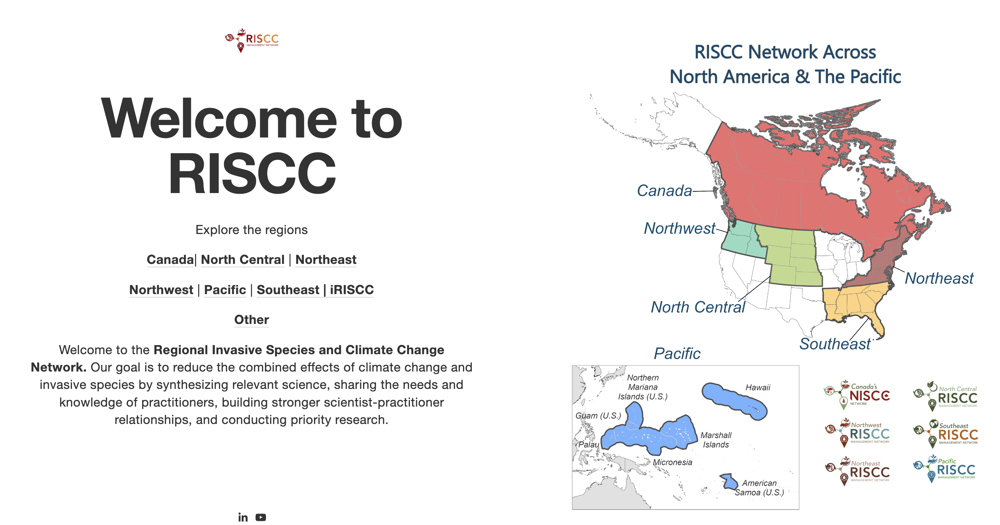 RISCC
MANAGEMENT NETWORK
Welcome to
RISCC
Explore the regions
Canada| North Central | Northeast
Northwest | Pacific | Southeast | iRISCC
Other
Welcome to the Regional Invasive Species and Climate Change
Network. Our goal is to reduce the combined effects of climate change and
invasive species by synthesizing relevant science, sharing the needs and
knowledge of practitioners, building stronger scientist-practitioner
relationships, and conducting priority research.
in
RISCC Network Across
North America & The Pacific
Canada
Northwest
Northeast
North Central
Southeast
Pacific
Northern
Mariana
Islands (U.S.)
Hawaii
Guam (U.S.)
Marshall
Islands
Palau
Micronesia
American
Samoa (U.S.)
Canada's
NISCC
NETWORK
North Central
RISCC
MANAGEMENT NETWORK
Northwest
RISCC
MANAGEMENT NETWORK
Southeast
RISCC
MANAGEMENT NETWORK
Northeast
RISCC
MANAGEMENT NETWORK
Pacific
RISCC
MANAGEMENT NETWORK